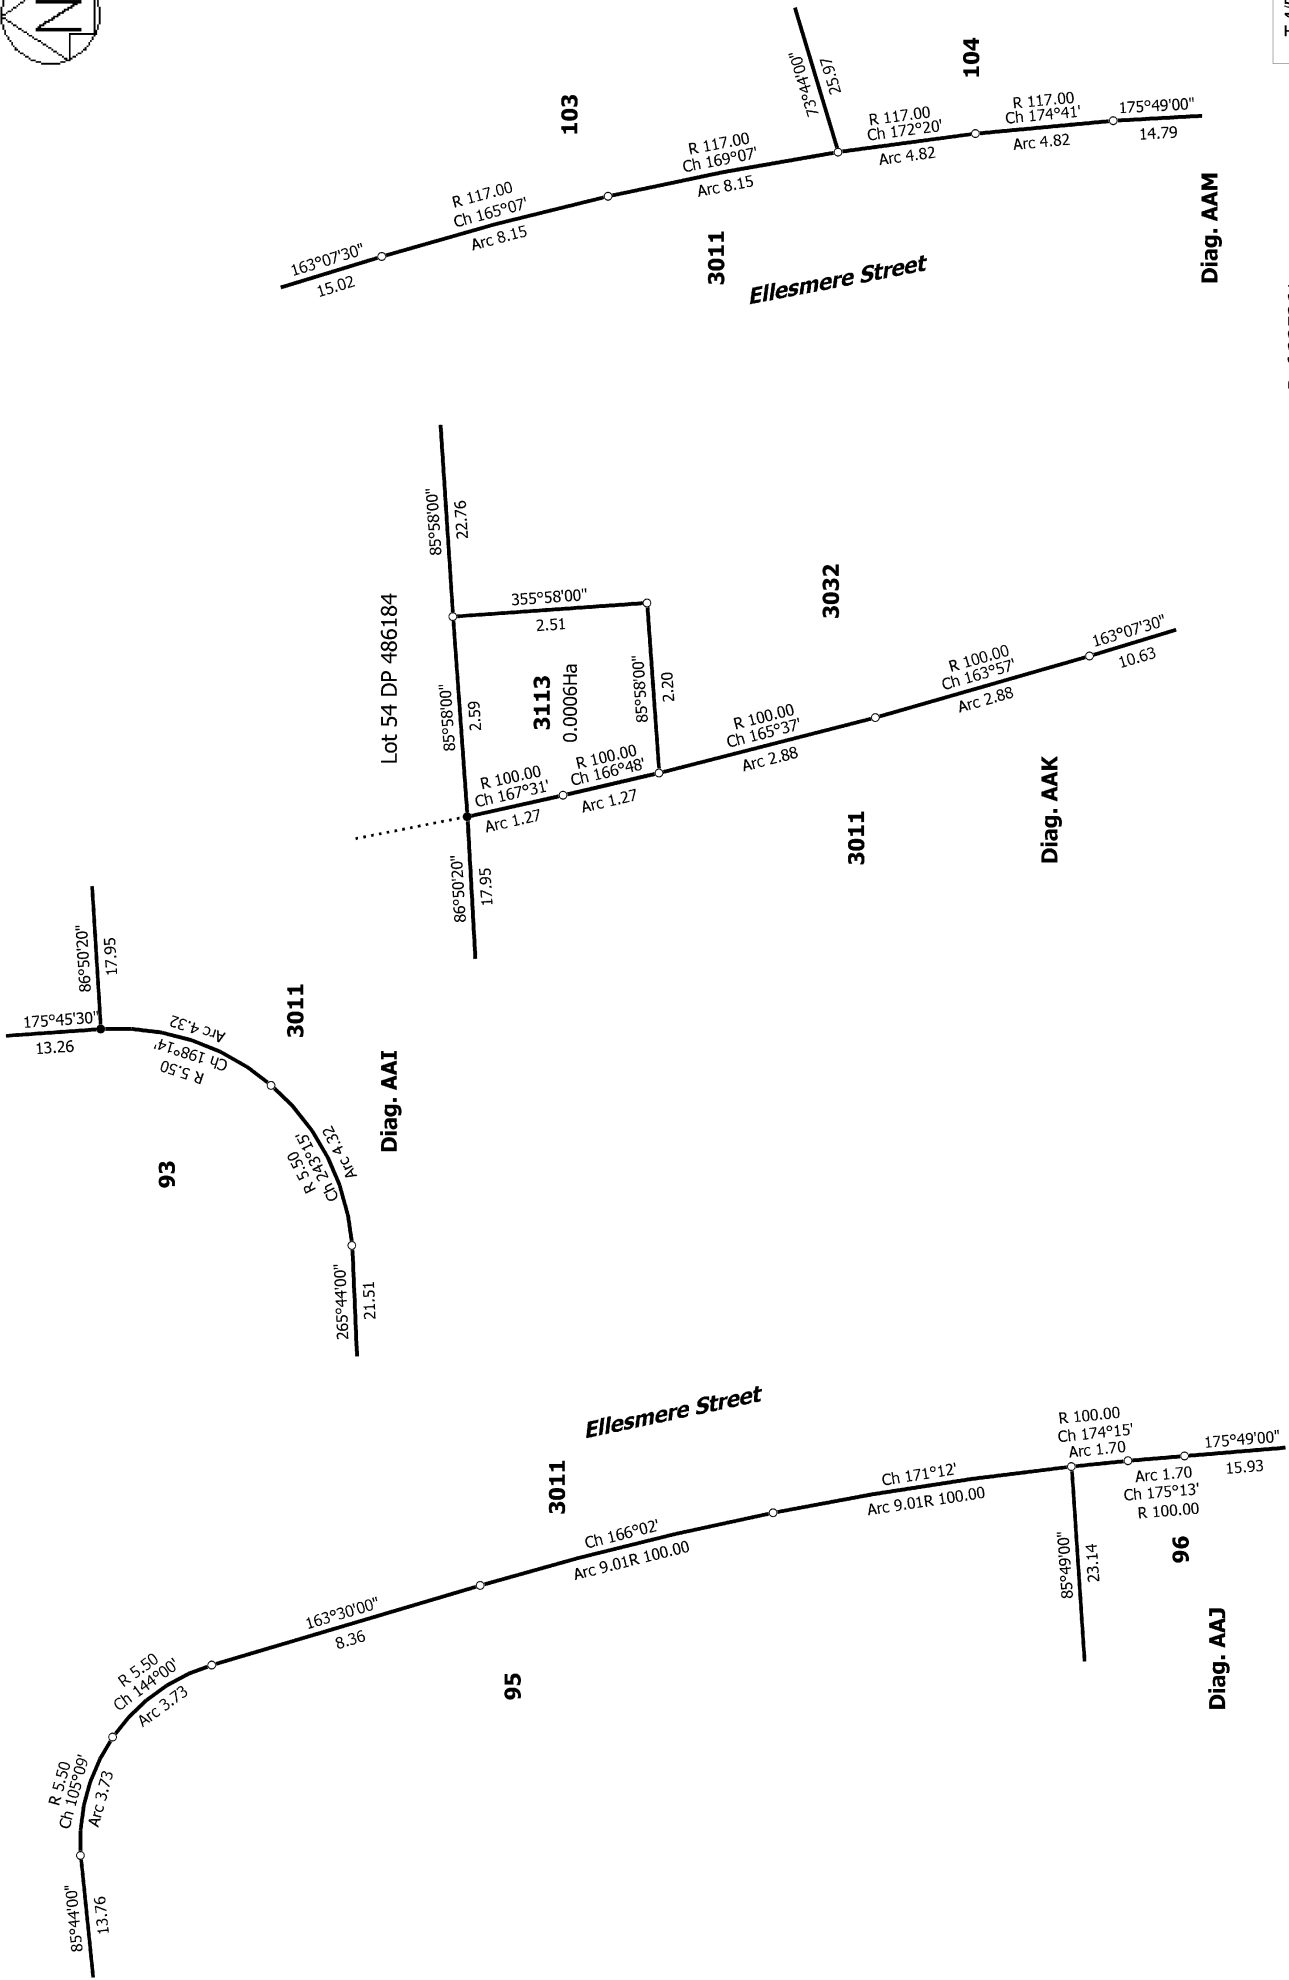 N
103
104
73°44'00"
25.97
R 117.00
Ch 172°20'
Arc 4.82
R 117.00
Ch 174°41'
Arc 4.82
175°49'00"
14.79
R 117.00
Ch 169°07'
Arc 8.15
R 117.00
Ch 165°07'
Arc 8.15
163°07'30"
15.02
3011
Ellesmere Street
Diag. AAM
85°58'00"
22.76
Lot 54 DP 486184
355°58'00"
2.51
3032
85°58'00"
2.59
3113
0.0006Ha
85°58'00"
2.20
R 100.00
Ch 167°31'
Arc 1.27
R 100.00
Ch 166°48'
Arc 1.27
R 100.00
Ch 165°37'
Arc 2.88
R 100.00
Ch 163°57'
Arc 2.88
163°07'30"
10.63
86°50'20"
17.95
3011
Diag. AAK
86°50'20"
17.95
175°45'30"
13.26
Arc 4.32
Ch 198°14'
R 5.50
3011
Diag. AAI
93
R 5.50
Ch 243°15'
Arc 4.32
265°44'00"
21.51
Ellesmere Street
3011
R 100.00
Ch 174°15'
Arc 1.70
175°49'00"
15.93
Arc 1.70
Ch 175°13'
R 100.00
Ch 171°12'
Arc 9.01R 100.00
Ch 166°02'
Arc 9.01R 100.00
96
85°49'00"
23.14
163°30'00"
8.36
95
Diag. AAJ
R 5.50
Ch 144°00'
Arc 3.73
R 5.50
Ch 105°09'
Arc 3.73
85°44'00"
13.76